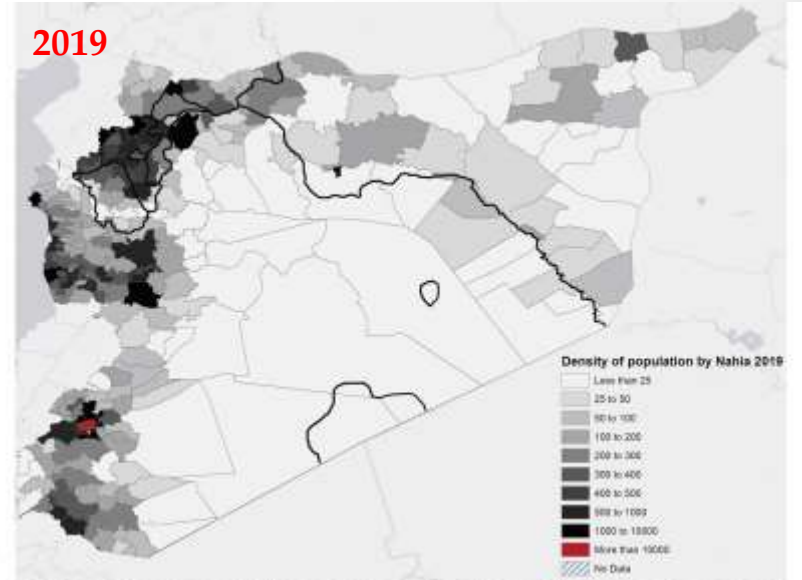 2019
Density of population by Nahia 2019
Less than 25
25 to 50
50 to 100
100 to 200
200 to 300
300 to 400
400 to 500
500 to 1000
1000 to 10000
More than 10000
No Data